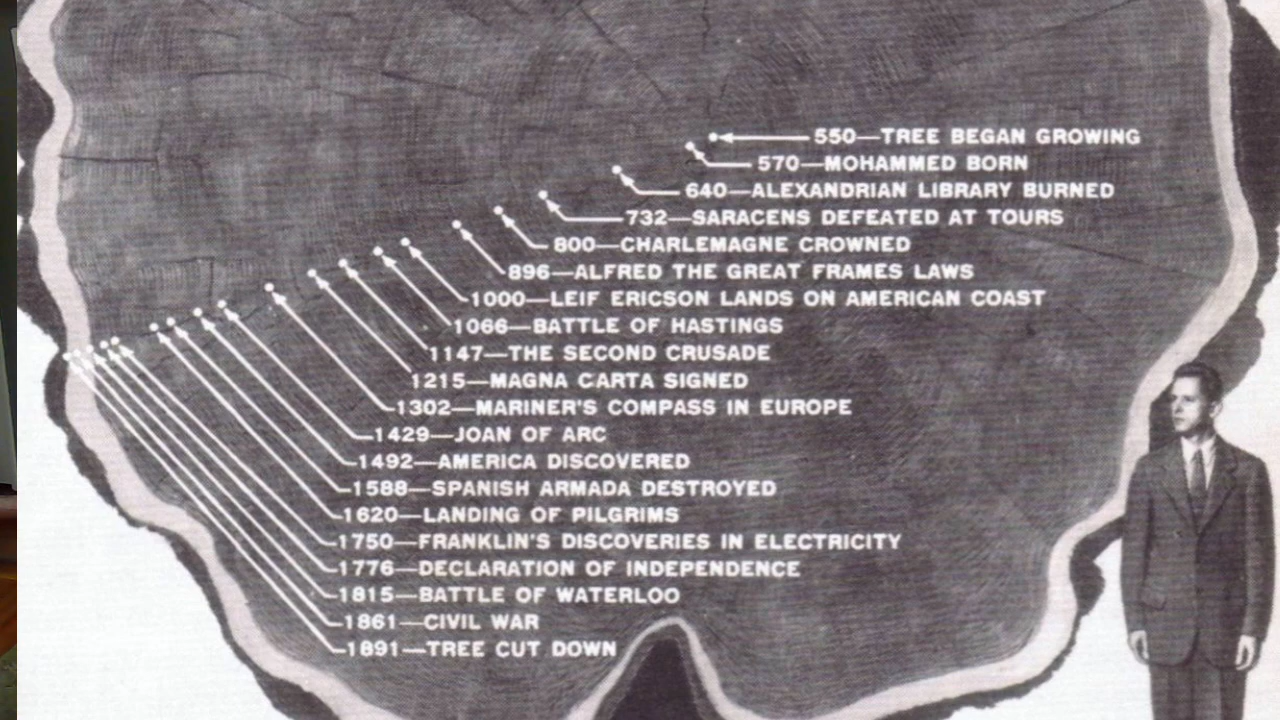 550—TREE BEGAN GROWING
570—MOHAMMED BORN
640—ALEXANDRIAN LIBRARY BURNED
732—SARACENS DEFEATED AT TOURS
800—CHARLEMAGNE CROWNED
896—ALFRED THE GREAT FRAMES LAWS
1000—LEIF ERICSON LANDS ON AMERICAN COAST
1066—BATTLE OF HASTINGS
1147—THE SECOND CRUSADE
1215—MAGNA CARTA SIGNED
1302—MARINER'S COMPASS IN EUROPE
1429—JOAN OF ARC
1492—AMERICA DISCOVERED
1588—SPANISH ARMADA DESTROYED
1620—LANDING OF PILGRIMS
1750—FRANKLIN'S DISCOVERIES IN ELECTRICITY
1776—DECLARATION OF INDEPENDENCE
1815—BATTLE OF WATERLOO
1861—CIVIL WAR
1891—TREE CUT DOWN